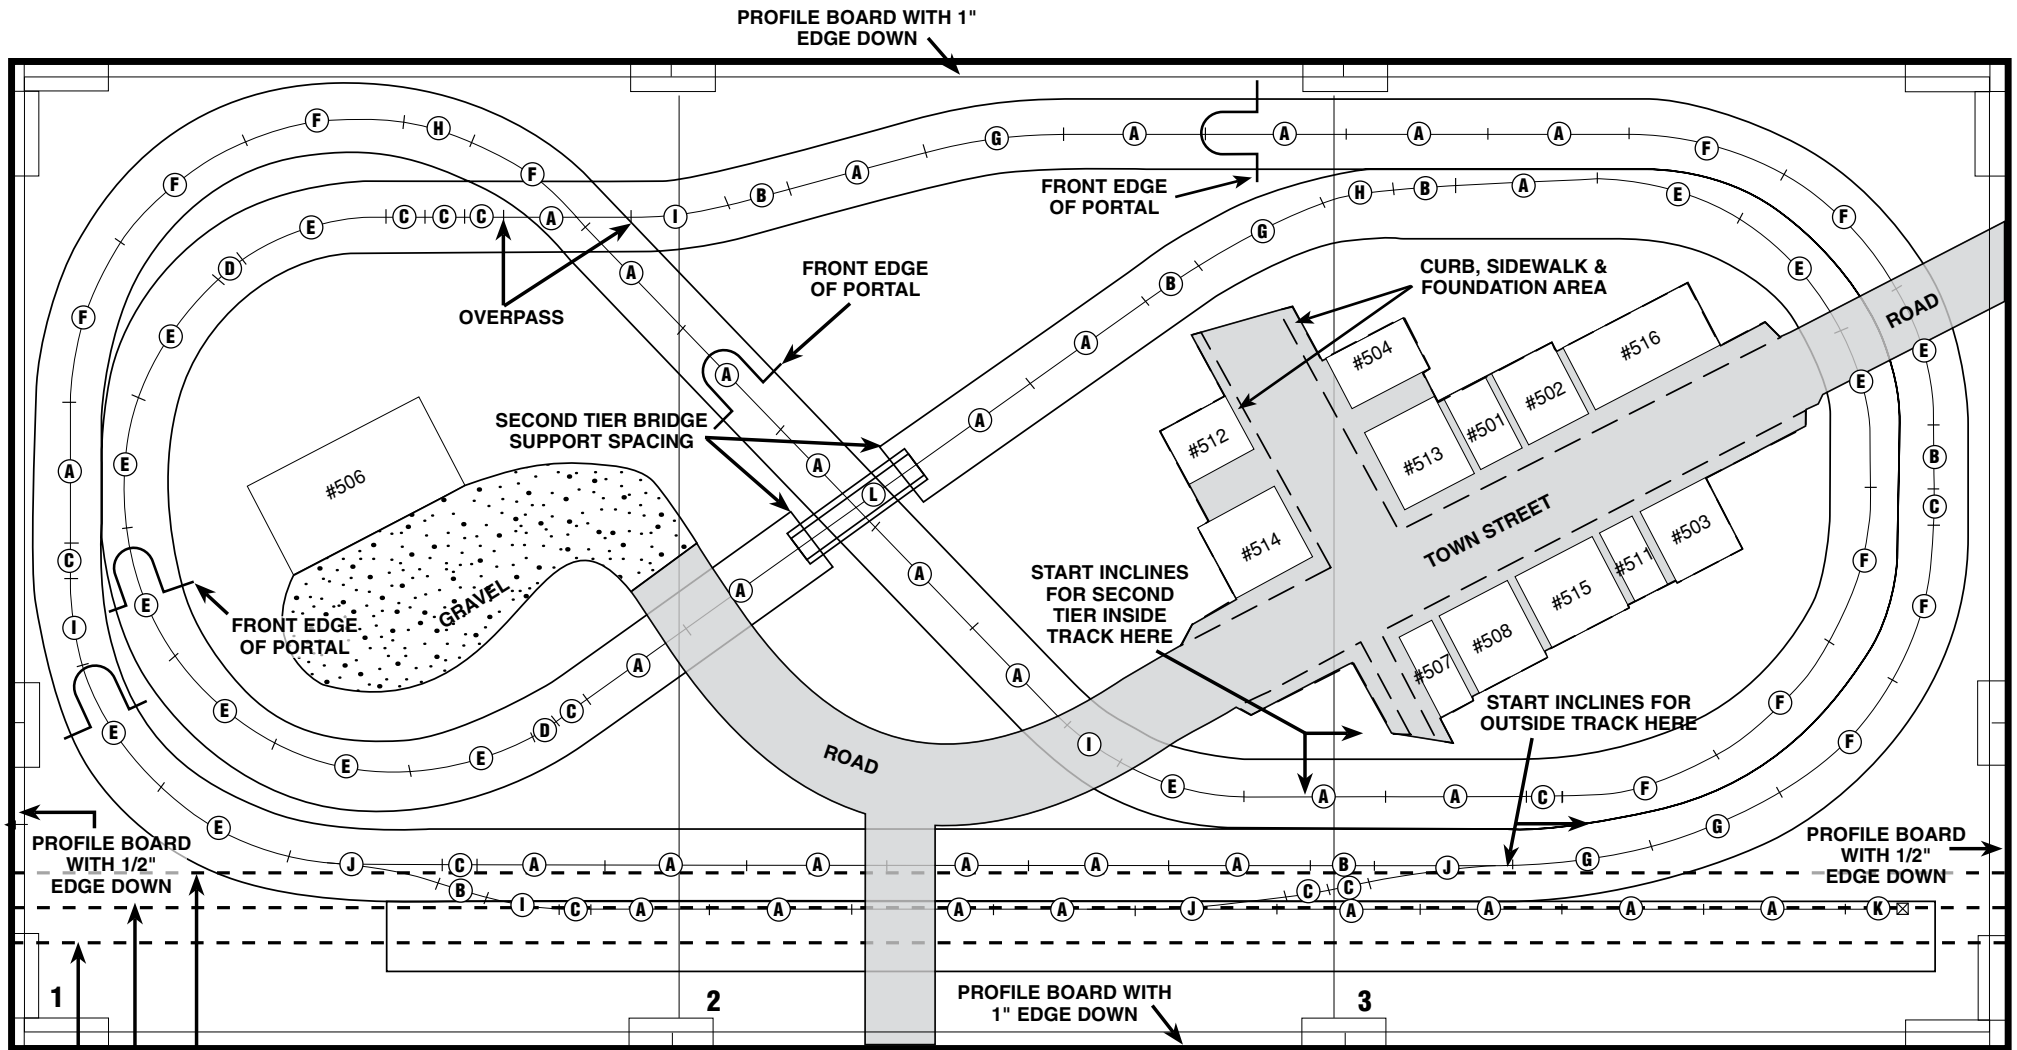 PROFILE BOARD WITH 1"
EDGE DOWN
F
H
F
F
F
A
C
I
E
E
J
G
A
A
A
A
F
F
E
B
C
F
F
G
G
J
FRONT EDGE
OF PORTAL
E
D
E
C
C
C
A
I
B
A
E
E
E
E
E
E
D
C
A
A
L
A
A
B
G
H
B
A
E
E
E
F
F
F
C
A
A
E
I
A
A
A
A
A
OVERPASS
FRONT EDGE
OF PORTAL
CURB, SIDEWALK &
FOUNDATION AREA
ROAD
SECOND TIER BRIDGE
SUPPORT SPACING
#504
#516
#502
#501
#513
#512
#514
#506
GRAVEL
TOWN STREET
#503
#511
#515
#508
#507
START INCLINES
FOR SECOND
TIER INSIDE
TRACK HERE
FRONT EDGE
OF PORTAL
START INCLINES FOR
OUTSIDE TRACK HERE
ROAD
PROFILE BOARD
WITH 1/2"
EDGE DOWN
PROFILE BOARD
WITH 1/2"
EDGE DOWN
C
A
A
A
A
A
A
B
B
I
C
A
A
A
A
J
C
C
A
A
A
A
K
1
2
3
PROFILE BOARD WITH
1" EDGE DOWN